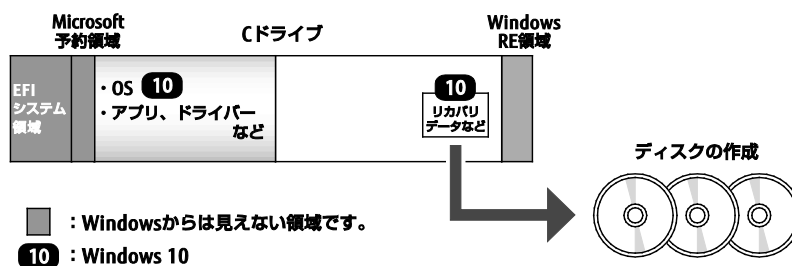 Microsoft
予約領域
Cドライブ
Windows
RE領域
EFI
システム
領域
・OS 10
・アプリ、ドライバー
など
10
リカバリ
データなど
ディスクの作成
：Windowsからは見えない領域です。
10 ：Windows 10